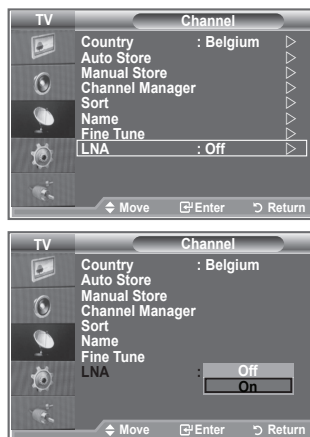 TV Channel
Country : Belgium
Auto Store
Manual Store
Channel Manager
Sort
Name
Fine Tune
LNA : Off
Move Enter Return
TV Channel
Country : Belgium
Auto Store
Manual Store
Channel Manager
Sort
Name
Fine Tune
LNA : Off
On
Move Enter Return